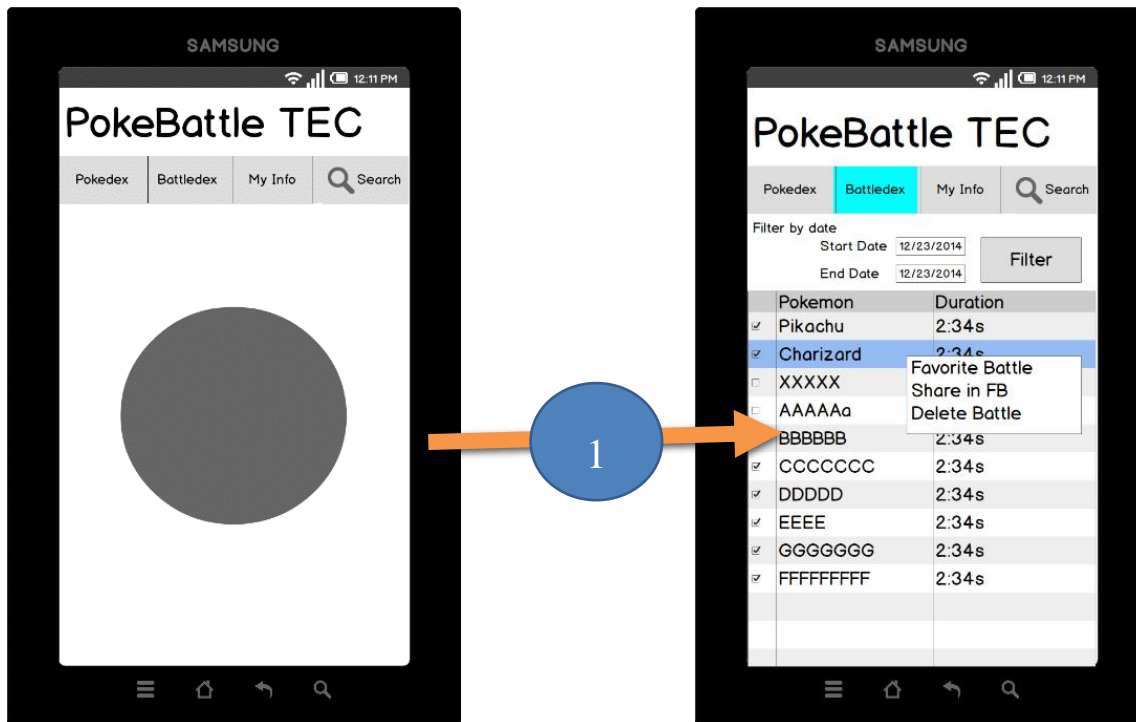 SAMSUNG
12:11 PM
PokeBattle TEC
Pokedex Battledex My Info Search
1
SAMSUNG
12:11 PM
PokeBattle TEC
Pokedex Battledex My Info Search
Filter by date
Start Date 12/23/2014
End Date 12/23/2014
Filter
Pokemon Duration
Pikachu 2:34s
Charizard 2:34s
Favorite Battle
Share in FB
Delete Battle
XXXXX
AAAAAa
BBBBBB 2:34s
CCCCCCC 2:34s
DDDDD 2:34s
EEEE 2:34s
GGGGGGG 2:34s
FFFFFFFFF 2:34s